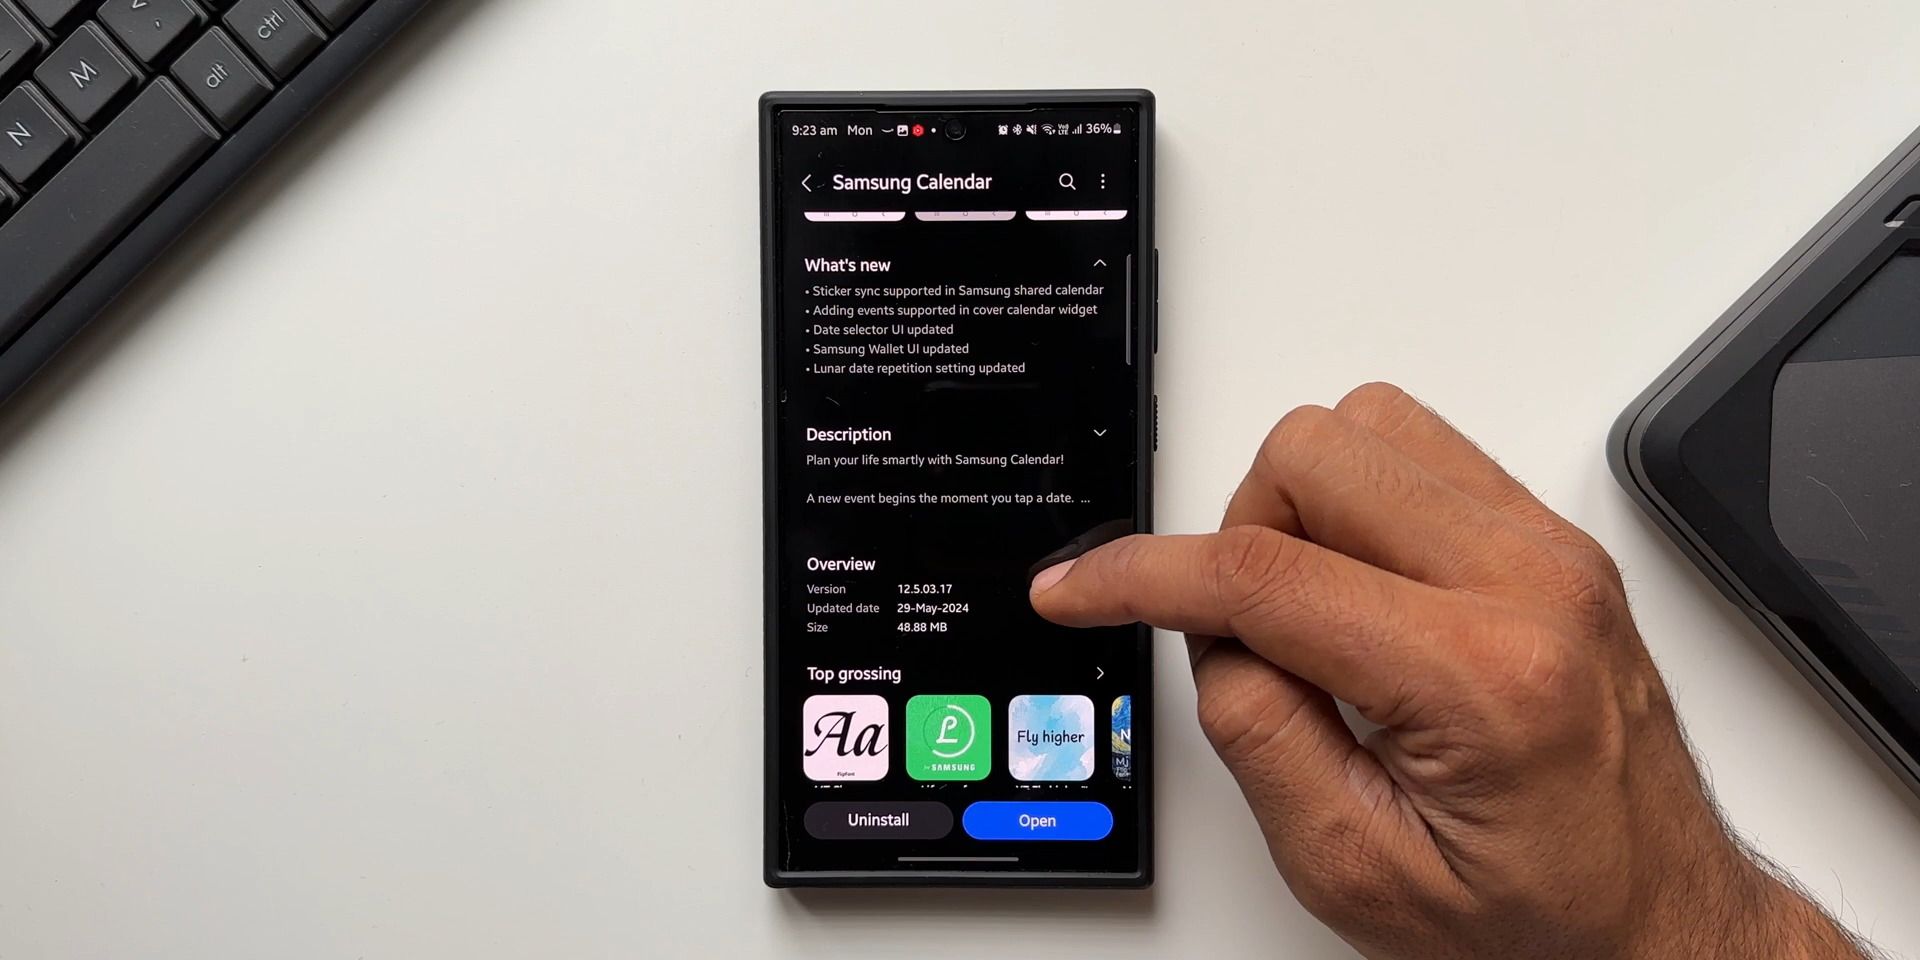 M
N
alt
ctrl
9:23 am Mon
36%
Samsung Calendar
What's new
• Sticker sync supported in Samsung shared calendar
• Adding events supported in cover calendar widget
• Date selector UI updated
• Samsung Wallet UI updated
• Lunar date repetition setting updated
Description
Plan your life smartly with Samsung Calendar!
A new event begins the moment you tap a date. ...
Overview
Version 12.5.03.17
Updated date 29-May-2024
Size 48.88 MB
Top grossing
Aa
FlipFont
L
by SAMSUNG
Fly higher
N
Mj
Uninstall
Open